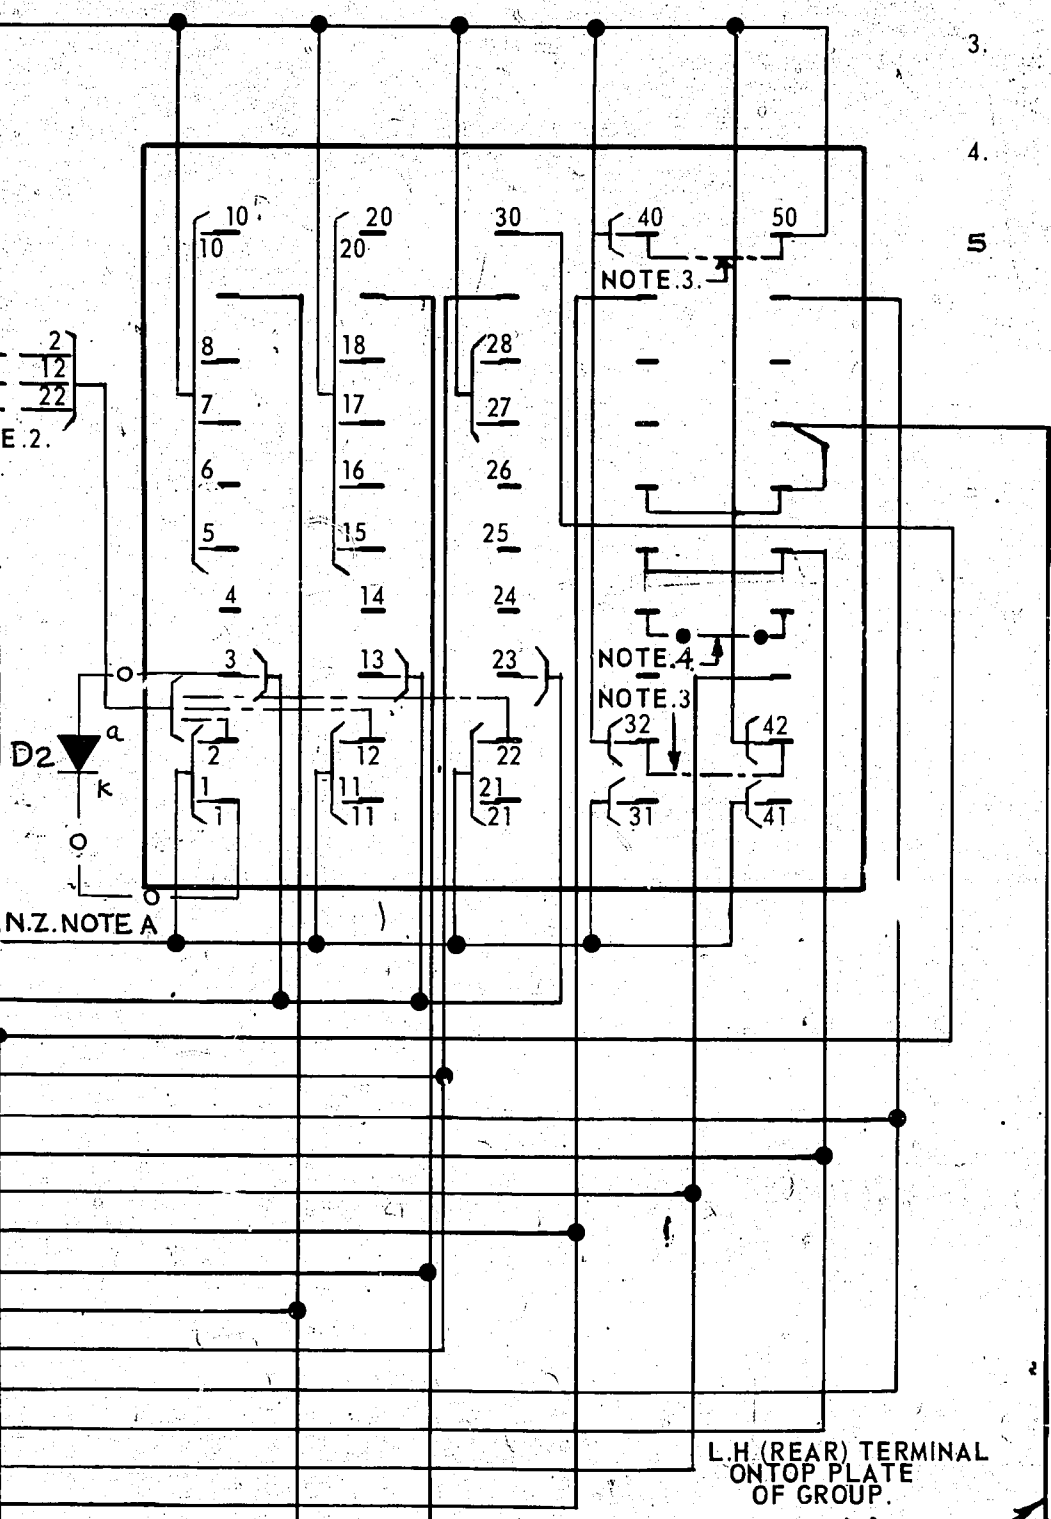 3.
4.
5
10 20 30 40 50
10 20
NOTE.3.
2
12
22
E.2.
8 18 28
7 17 27
6 16 26
5 15 25
4 14 24
3 13 23
NOTE.4.
NOTE.3
D2 a
K
2 12 22 32 42
1 11 21
1 11 21 31 41
N.Z. NOTE A
L.H.(REAR) TERMINAL
ONTOP PLATE
OF GROUP.